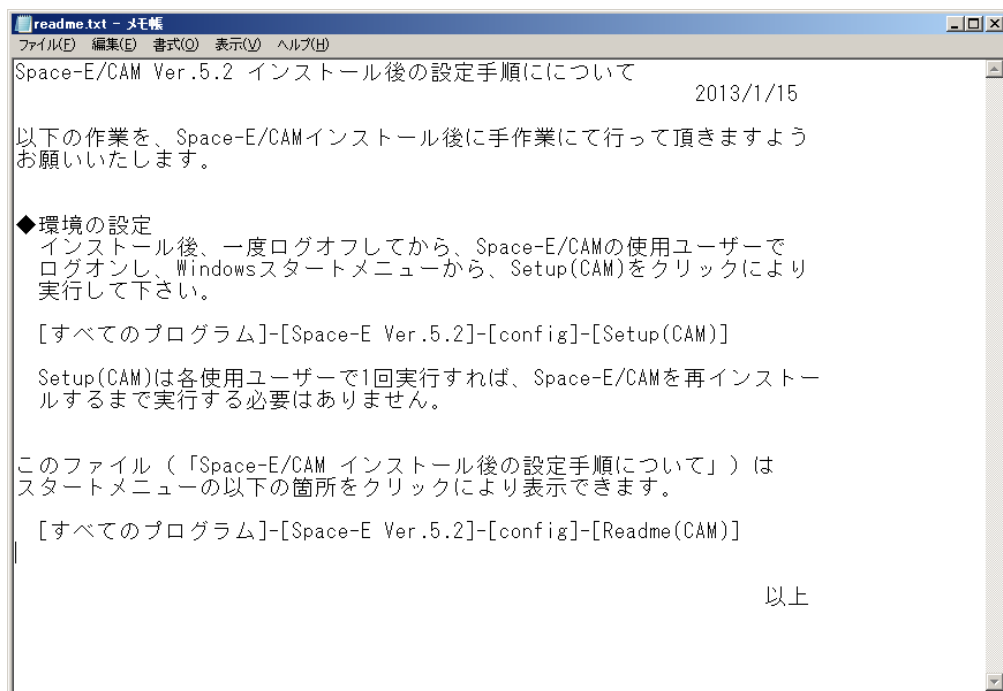 readme.txt - メモ帳
ファイル(F) 編集(E) 書式(O) 表示(V) ヘルプ(H)
Space-E/CAM Ver.5.2 インストール後の設定手順にについて
2013/1/15
以下の作業を、Space-E/CAMインストール後に手作業にて行って頂きますよう
お願いいたします。
◆環境の設定
インストール後、一度ログオフしてから、Space-E/CAMの使用ユーザーで
ログオンし、Windowsスタートメニューから、Setup(CAM)をクリックにより
実行して下さい。
[すべてのプログラム]-[Space-E Ver.5.2]-[config]-[Setup(CAM)]
Setup(CAM)は各使用ユーザーで1回実行すれば、Space-E/CAMを再インストー
ルするまで実行する必要はありません。
このファイル（「Space-E/CAM インストール後の設定手順について」）は
スタートメニューの以下の箇所をクリックにより表示できます。
[すべてのプログラム]-[Space-E Ver.5.2]-[config]-[Readme(CAM)]
以上